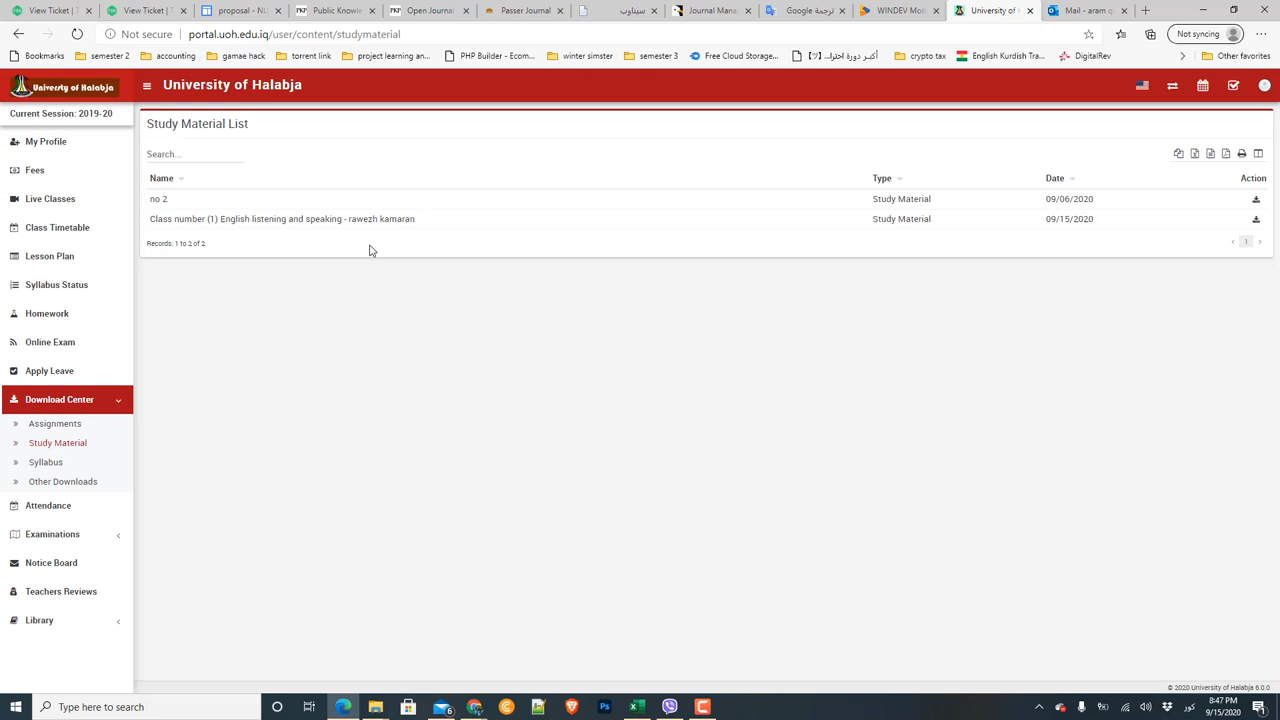 View Ticket (
View Ticket (
proposal - NU
Public Knowle
Open Journal
Passer Journal
سیتاوب
Journal Mana
Google ترجمة
WINDEV Mob
University of H
Mail - aram q
Not secure
portal.uoh.edu.iq/user/content/studymaterial
Not syncing
Bookmarks
semester 2
accounting
torrent link
project learning an...
game hack
PHP Builder - Ecom...
winter simster
semester 3
Free Cloud Storage...
crypto tax
English Kurdish Tra...
DigitalRev
Other favorites
University of Halabja
University of Halabja
Current Session: 2019-20
My Profile
Fees
Live Classes
Class Timetable
Lesson Plan
Syllabus Status
Homework
Online Exam
Apply Leave
Download Center
Assignments
Study Material
Syllabus
Other Downloads
Attendance
Examinations
Notice Board
Teachers Reviews
Library
Study Material List
Search...
Name Type Date Action
no 2 Study Material 09/06/2020
Class number (1) English listening and speaking - rawezh kamaran Study Material 09/15/2020
Records: 1 to 2 of 2
1
© 2020 University of Halabja 6.0.0
Type here to search
8:47 PM
9/15/2020